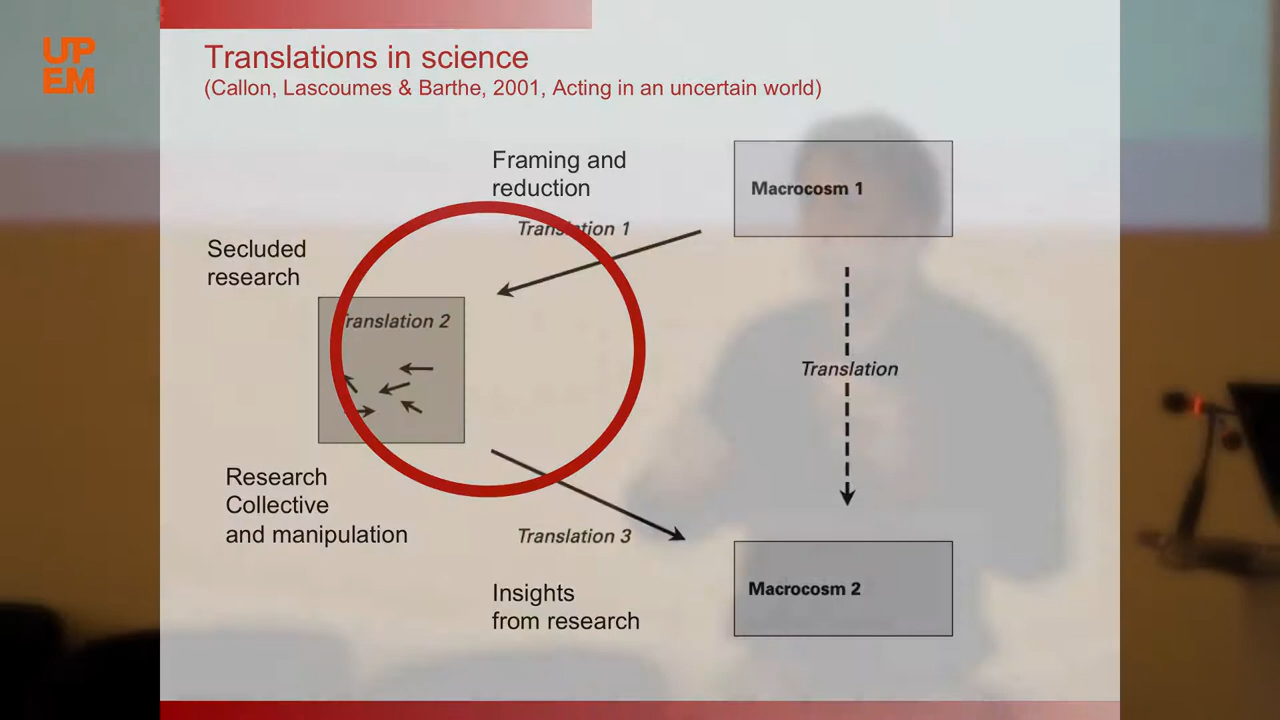 UP
EM
Translations in science
(Callon, Lascoumes & Barthe, 2001, Acting in an uncertain world)
Framing and
reduction
Macrocosm 1
Translation 1
Secluded
research
Translation 2
Translation
Research
Collective
and manipulation
Translation 3
Macrocosm 2
Insights
from research